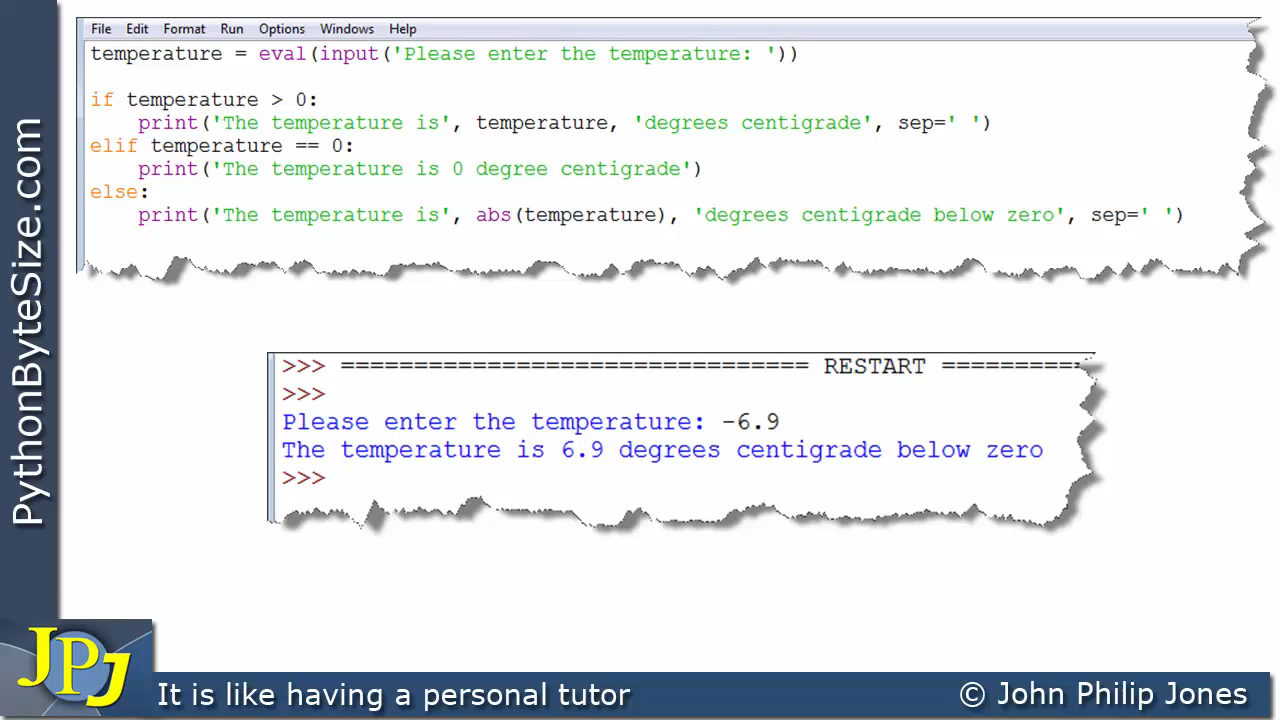 File Edit Format Run Options Windows Help
temperature = eval(input('Please enter the temperature: '))
if temperature > 0:
    print('The temperature is', temperature, 'degrees centigrade', sep=' ')
elif temperature == 0:
    print('The temperature is 0 degree centigrade')
else:
    print('The temperature is', abs(temperature), 'degrees centigrade below zero', sep=' ')
>>> ================================ RESTART ==========
>>>
Please enter the temperature: -6.9
The temperature is 6.9 degrees centigrade below zero
>>>
PythonByteSize.com
JPJ
It is like having a personal tutor
© John Philip Jones